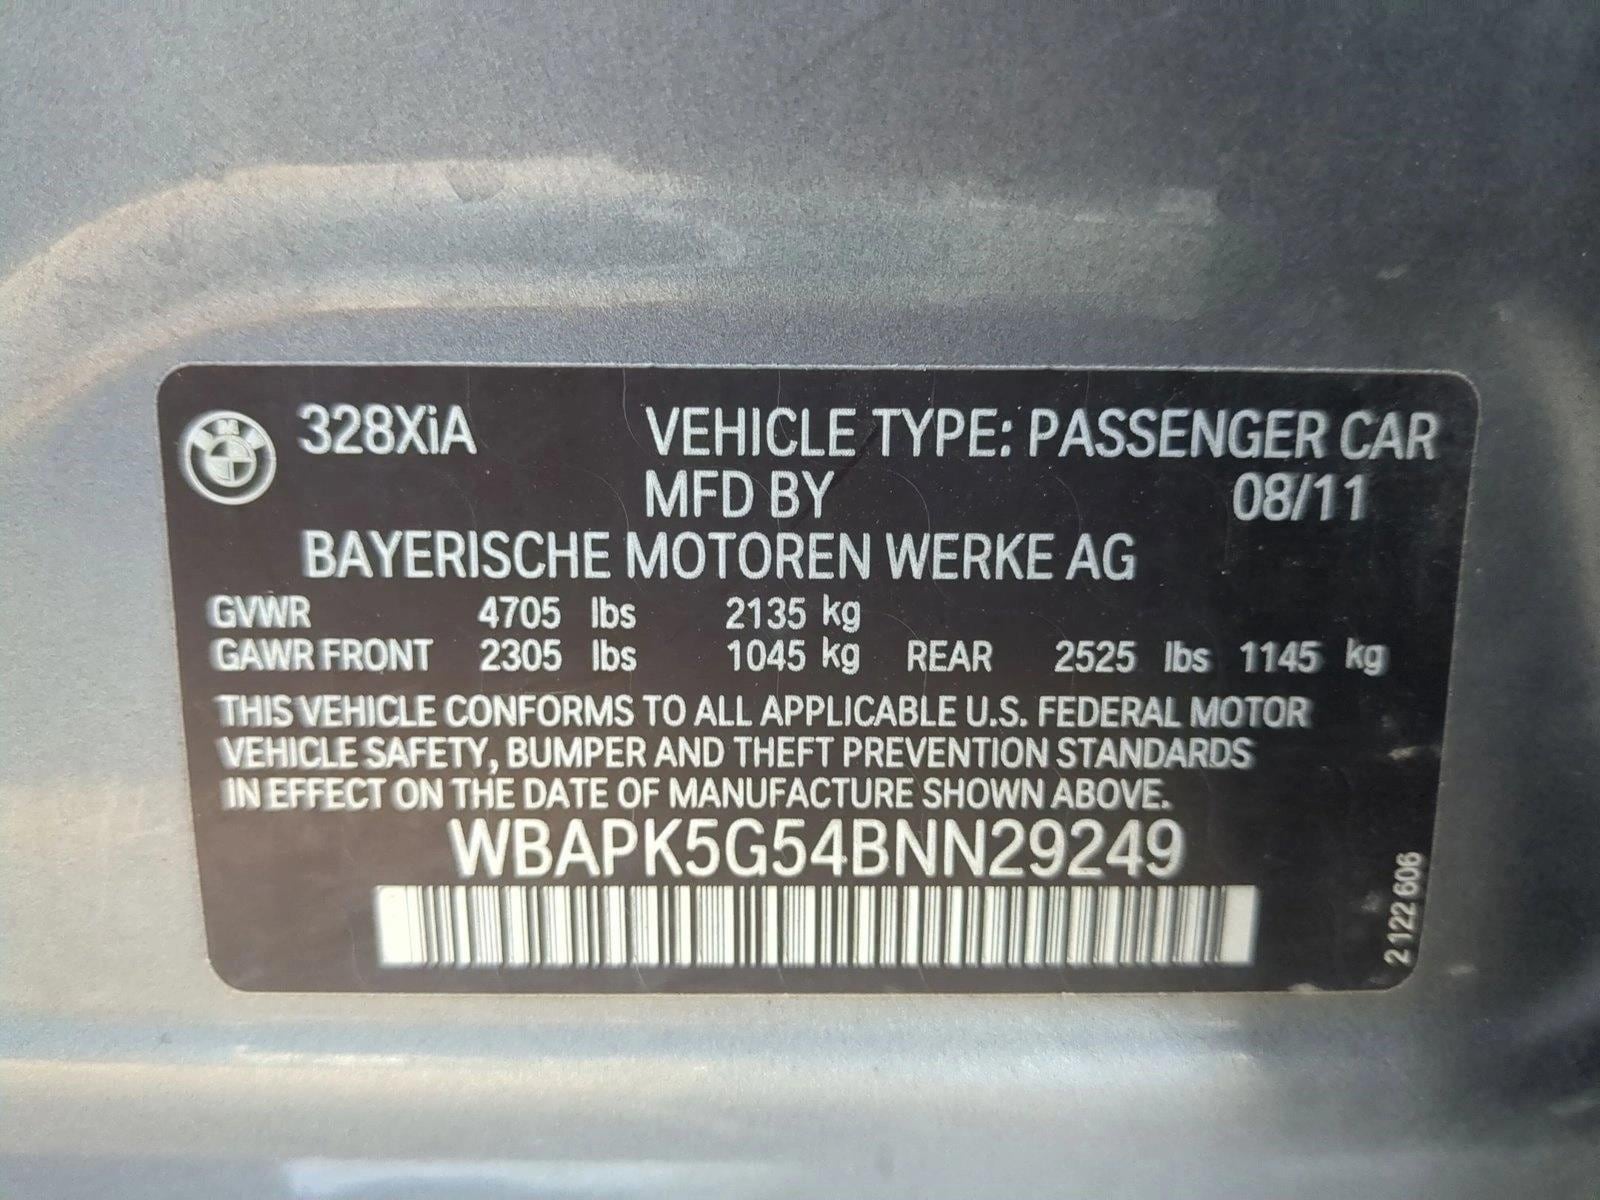 328XiA VEHICLE TYPE: PASSENGER CAR
MFD BY 08/11
BAYERISCHE MOTOREN WERKE AG
GVWR 4705 lbs 2135 kg
GAWR FRONT 2305 lbs 1045 kg REAR 2525 lbs 1145 kg
THIS VEHICLE CONFORMS TO ALL APPLICABLE U.S. FEDERAL MOTOR
VEHICLE SAFETY, BUMPER AND THEFT PREVENTION STANDARDS
IN EFFECT ON THE DATE OF MANUFACTURE SHOWN ABOVE.
WBAPK5G54BNN29249
2 122 606